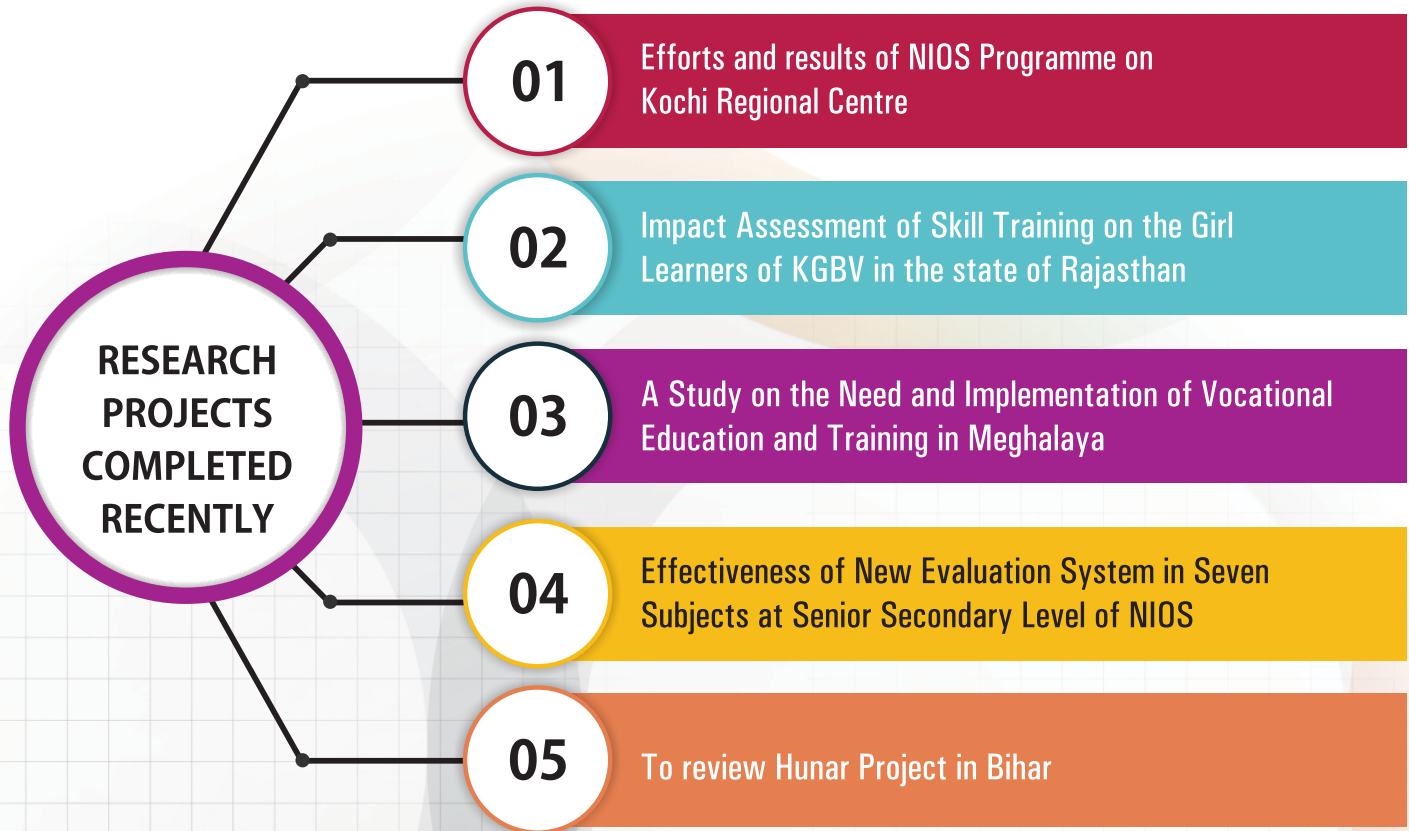 RESEARCH
PROJECTS
COMPLETED
RECENTLY
01
Efforts and results of NIOS Programme on
Kochi Regional Centre
02
Impact Assessment of Skill Training on the Girl
Learners of KGBV in the state of Rajasthan
03
A Study on the Need and Implementation of Vocational
Education and Training in Meghalaya
04
Effectiveness of New Evaluation System in Seven
Subjects at Senior Secondary Level of NIOS
05
To review Hunar Project in Bihar